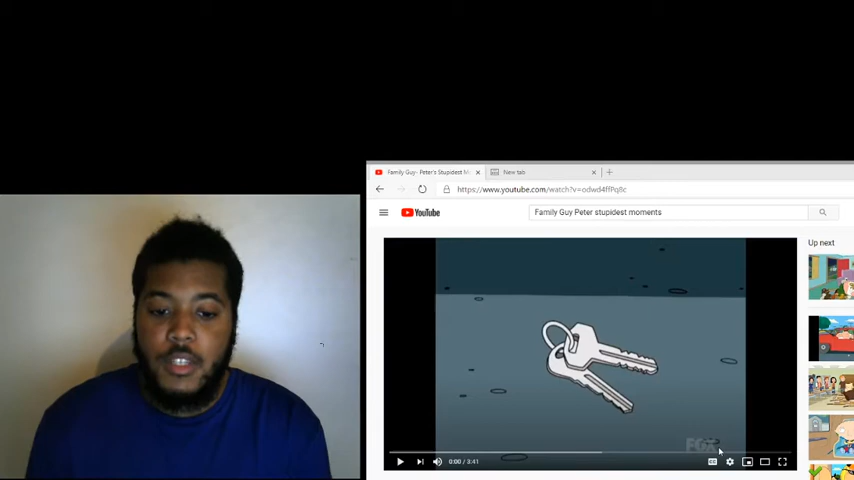 Family Guy- Peter's Stupidest M
New tab
https://www.youtube.com/watch?v=odwd4ffPq8c
YouTube
Family Guy Peter stupidest moments
Up next
FOX
0:00 / 3:41
CC